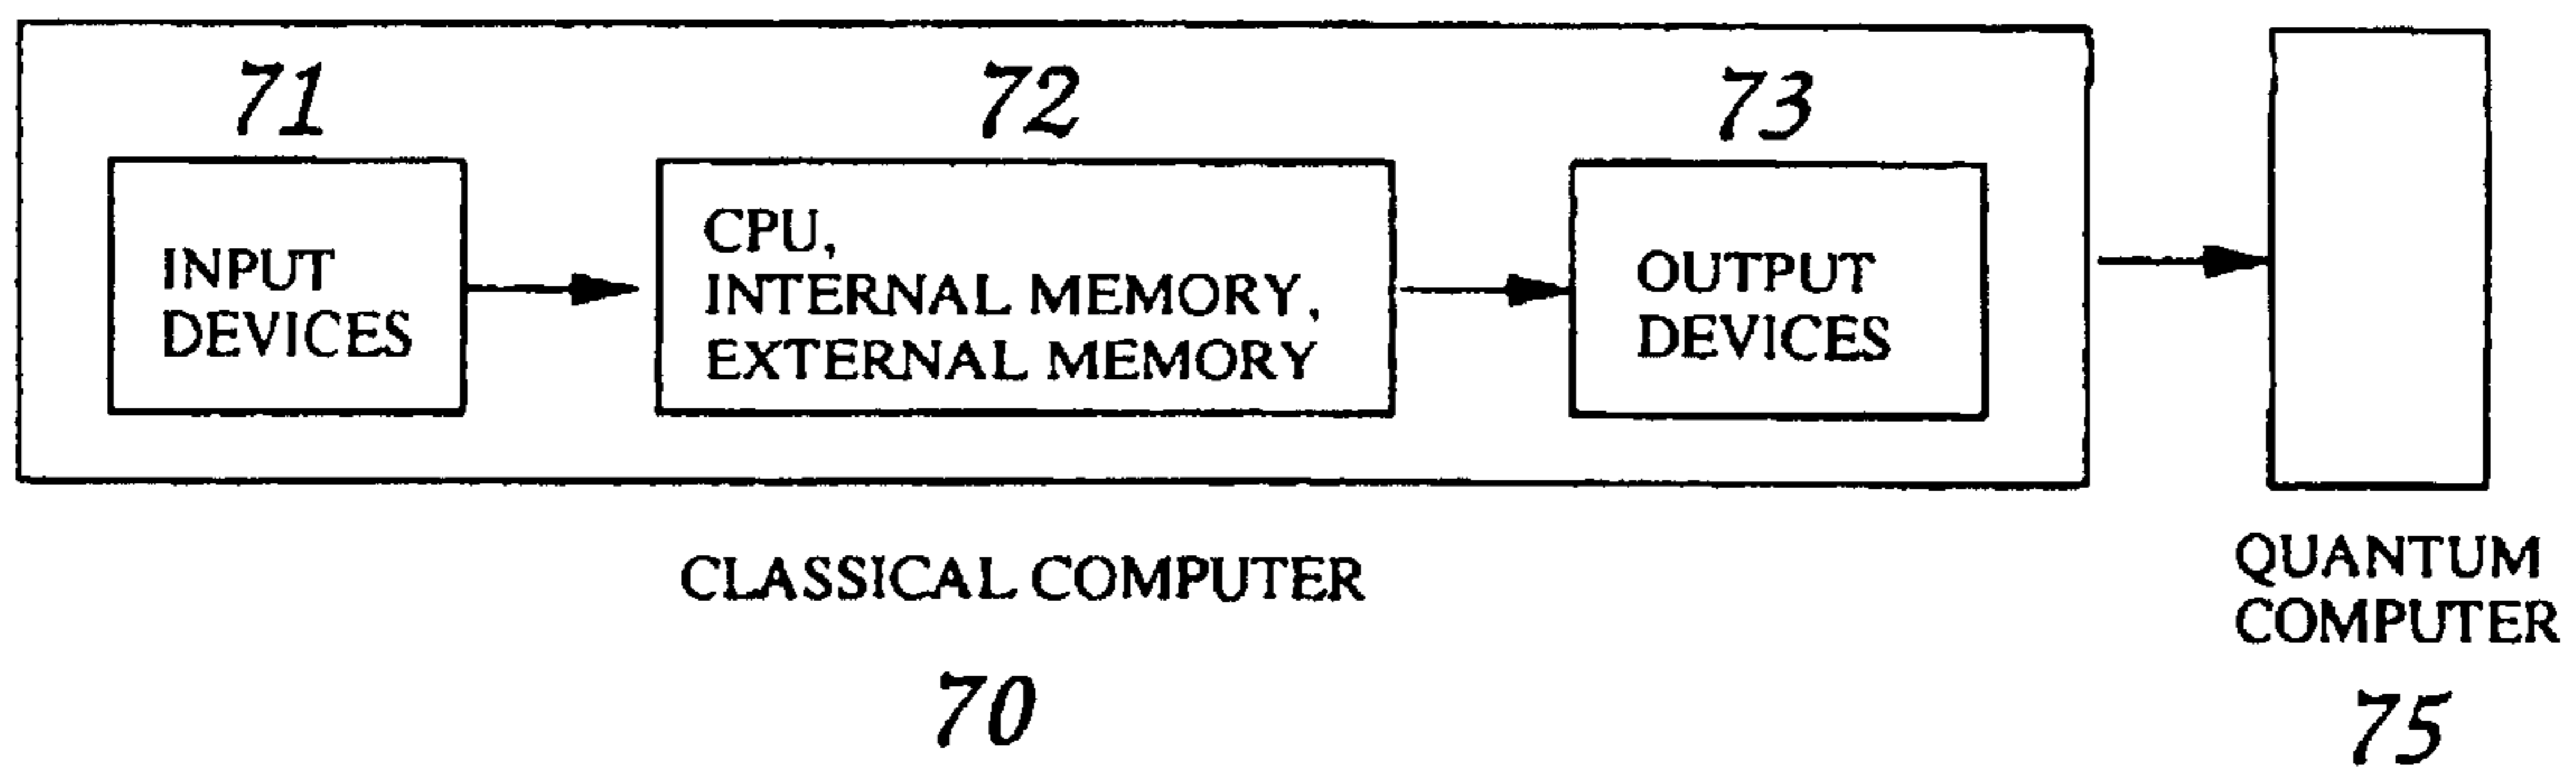 71
72
73
INPUT
DEVICES
CPU,
INTERNAL MEMORY,
EXTERNAL MEMORY
OUTPUT
DEVICES
CLASSICAL COMPUTER
70
QUANTUM
COMPUTER
75